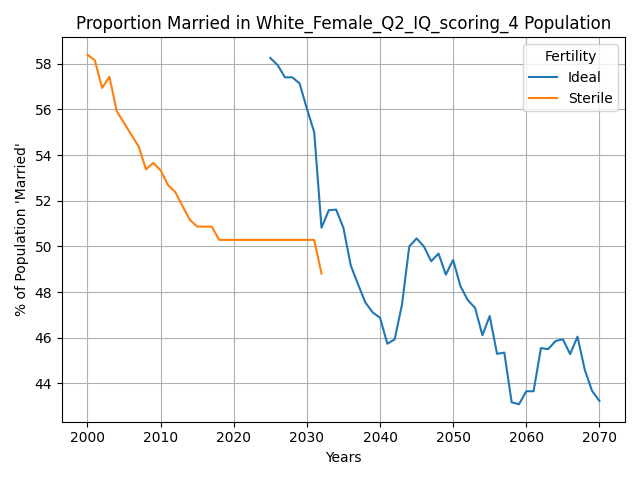 Proportion Married in White_Female_Q2_IQ_scoring_4 Population
% of Population 'Married'
58
56
54
52
50
48
46
44
Fertility
Ideal
Sterile
2000 2010 2020 2030 2040 2050 2060 2070
Years